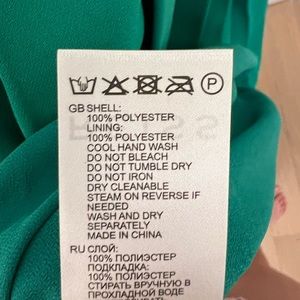 P
GB SHELL:
100% POLYESTER
LINING:
100% POLYESTER
COOL HAND WASH
DO NOT BLEACH
DO NOT TUMBLE DRY
DO NOT IRON
DRY CLEANABLE
STEAM ON REVERSE IF
NEEDED
WASH AND DRY
SEPARATELY
MADE IN CHINA
RU СЛОЙ:
100% ПОЛИЭСТЕР
ПОДКЛАДКА:
100% ПОЛИЭСТЕР
СТИРАТЬ ВРУЧНУЮ В
ПРОХЛАДНОЙ ВОДЕ